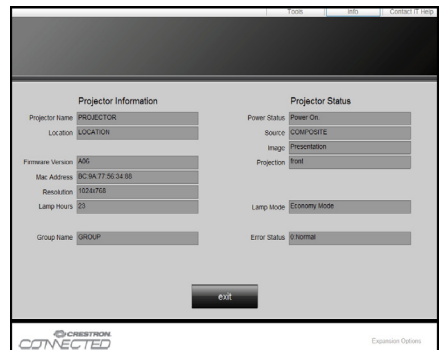 Tools Info Contact IT Help
Projector Information
Projector Name PROJECTOR
Location LOCATION
Firmware Version A06
Mac Address BC:9A:77:56:34:88
Resolution 1024x768
Lamp Hours 23
Group Name GROUP
Projector Status
Power Status Power On.
Source COMPOSITE
Image Presentation
Projection front
Lamp Mode Economy Mode
Error Status 0:Normal
exit
CRESTRON
CONNECTED
Expansion Options